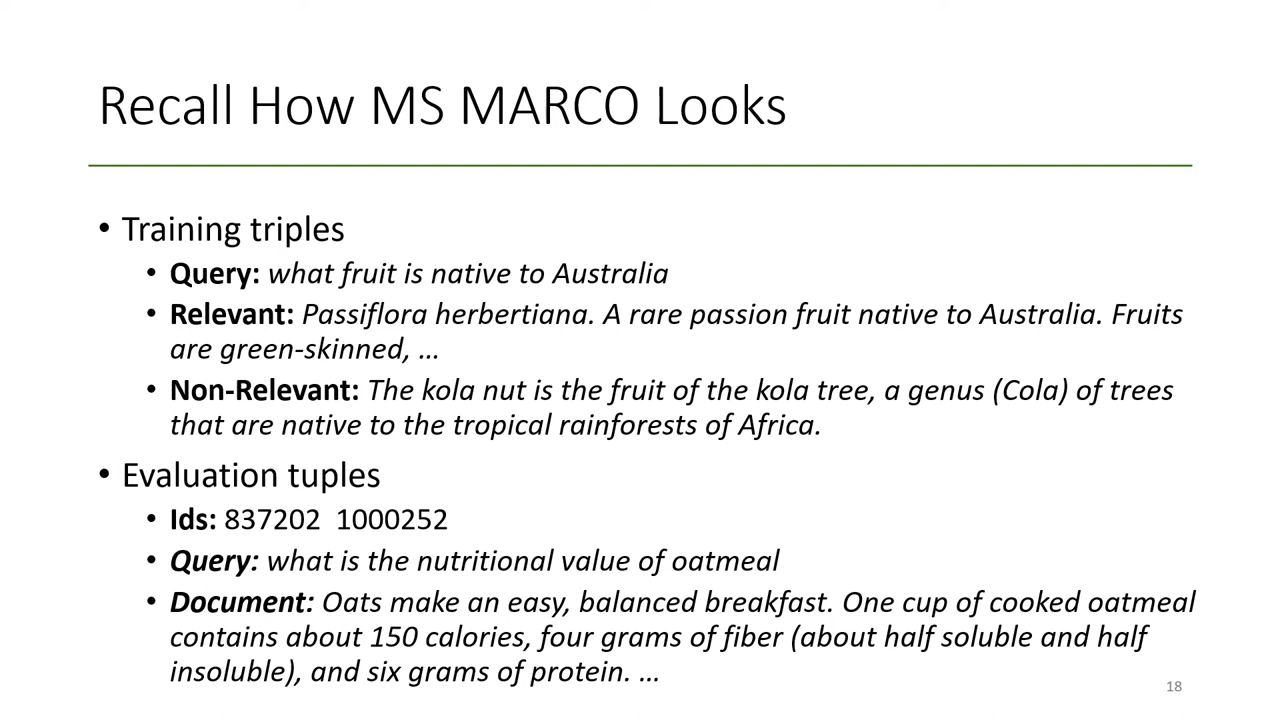 Recall How MS MARCO Looks
• Training triples
• Query: what fruit is native to Australia
• Relevant: Passiflora herbertiana. A rare passion fruit native to Australia. Fruits
are green-skinned, …
• Non-Relevant: The kola nut is the fruit of the kola tree, a genus (Cola) of trees
that are native to the tropical rainforests of Africa.
• Evaluation tuples
• Ids: 837202 1000252
• Query: what is the nutritional value of oatmeal
• Document: Oats make an easy, balanced breakfast. One cup of cooked oatmeal
contains about 150 calories, four grams of fiber (about half soluble and half
insoluble), and six grams of protein. …
18